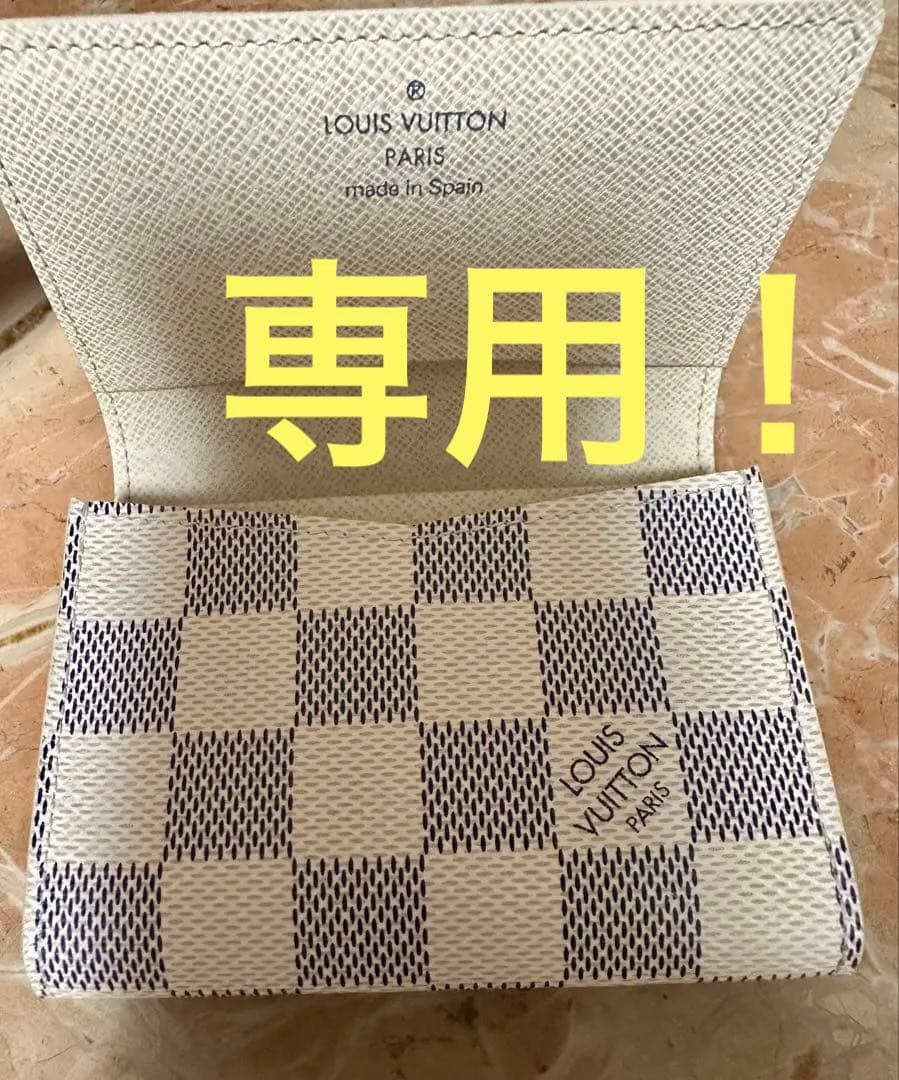 ®
LOUIS VUITTON
PARIS
made in Spain
専用！
LOUIS
VUITTON
PARIS